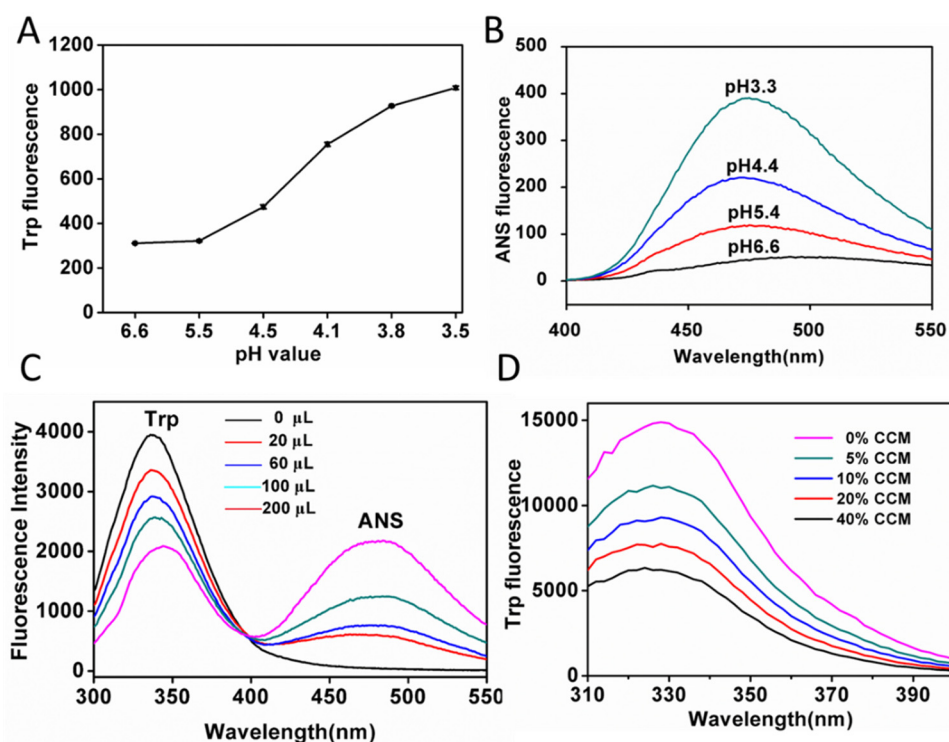 A
1200
1000
800
600
400
200
0
6.6 5.5 4.5 4.1 3.8 3.5
pH value
Trp fluorescence
B
400
300
200
100
0
pH3.3
pH4.4
pH5.4
pH6.6
400 450 500 550
Wavelength(nm)
ANS fluorescence
C
4000
3000
2000
1000
0
Trp
0 µL
20 µL
60 µL
100 µL
200 µL
ANS
300 350 400 450 500 550
Wavelength(nm)
Fluorescence Intensity
D
15000
10000
5000
0
0% CCM
5% CCM
10% CCM
20% CCM
40% CCM
310 330 350 370 390
Wavelength(nm)
Trp fluorescence